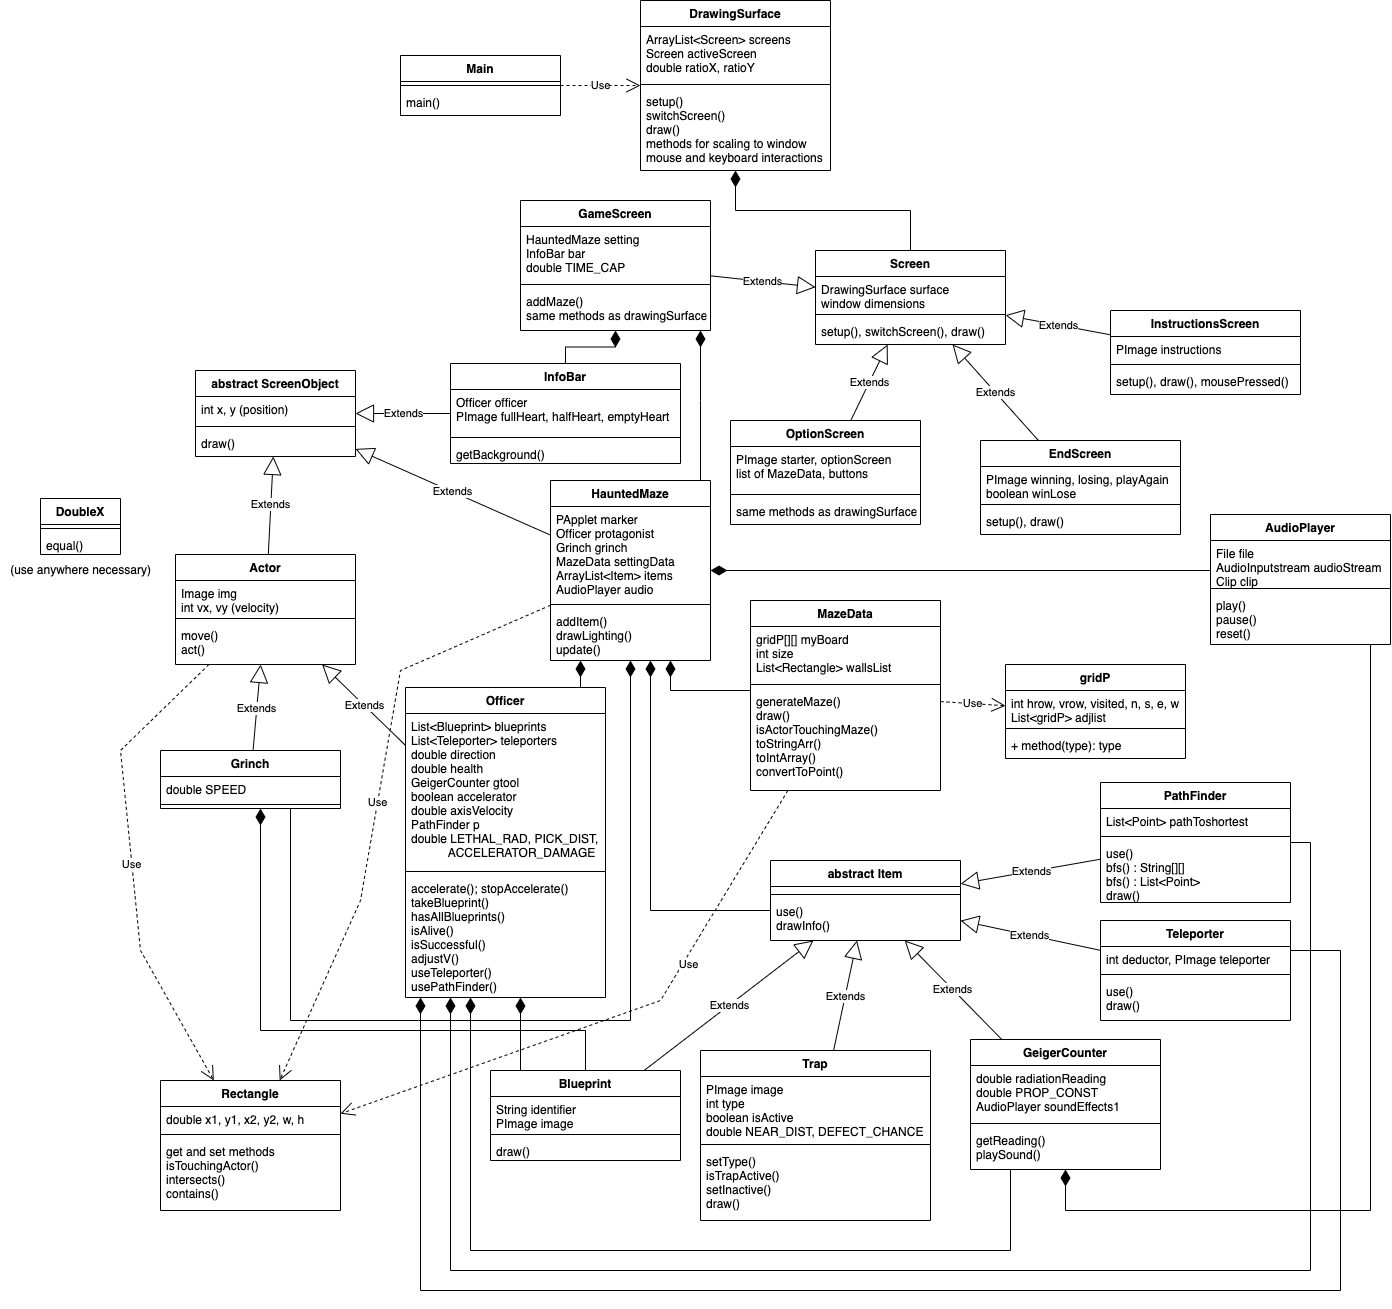 DrawingSurface
ArrayList<Screen> screens
Screen activeScreen
double ratioX, ratioY
setup()
switchScreen()
draw()
methods for scaling to window
mouse and keyboard interactions
Main
main()
Use
GameScreen
HauntedMaze setting
InfoBar bar
double TIME_CAP
addMaze()
same methods as drawingSurface
Extends
Screen
DrawingSurface surface
window dimensions
setup(), switchScreen(), draw()
Extends
InstructionsScreen
PImage instructions
setup(), draw(), mousePressed()
abstract ScreenObject
int x, y (position)
draw()
Extends
InfoBar
Officer officer
PImage fullHeart, halfHeart, emptyHeart
getBackground()
Extends
Extends
OptionScreen
PImage starter, optionScreen
list of MazeData, buttons
same methods as drawingSurface
EndScreen
PImage winning, losing, playAgain
boolean winLose
setup(), draw()
Extends
Extends
DoubleX
equal()
(use anywhere necessary)
HauntedMaze
PApplet marker
Officer protagonist
Grinch grinch
MazeData settingData
ArrayList<Item> items
AudioPlayer audio
addItem()
drawLighting()
update()
AudioPlayer
File file
AudioInputstream audioStream
Clip clip
play()
pause()
reset()
Actor
Image img
int vx, vy (velocity)
move()
act()
MazeData
gridP[][] myBoard
int size
List<Rectangle> wallsList
generateMaze()
draw()
isActorTouchingMaze()
toStringArr()
toIntArray()
convertToPoint()
Use
gridP
int hrow, vrow, visited, n, s, e, w
List<gridP> adjlist
+ method(type): type
Extends
Extends
Officer
List<Blueprint> blueprints
List<Teleporter> teleporters
double direction
double health
GeigerCounter gtool
boolean accelerator
double axisVelocity
PathFinder p
double LETHAL_RAD, PICK_DIST,
ACCELERATOR_DAMAGE
accelerate(); stopAccelerate()
takeBlueprint()
hasAllBlueprints()
isAlive()
isSuccessful()
adjustV()
useTeleporter()
usePathFinder()
Grinch
double SPEED
Use
Use
PathFinder
List<Point> pathToshortest
use()
bfs() : String[][]
bfs() : List<Point>
draw()
abstract Item
use()
drawInfo()
Extends
Extends
Teleporter
int deductor, PImage teleporter
use()
draw()
Use
Extends
Extends
Extends
Rectangle
double x1, y1, x2, y2, w, h
get and set methods
isTouchingActor()
intersects()
contains()
Blueprint
String identifier
PImage image
draw()
Trap
PImage image
int type
boolean isActive
double NEAR_DIST, DEFECT_CHANCE
setType()
isTrapActive()
setInactive()
draw()
GeigerCounter
double radiationReading
double PROP_CONST
AudioPlayer soundEffects1
getReading()
playSound()